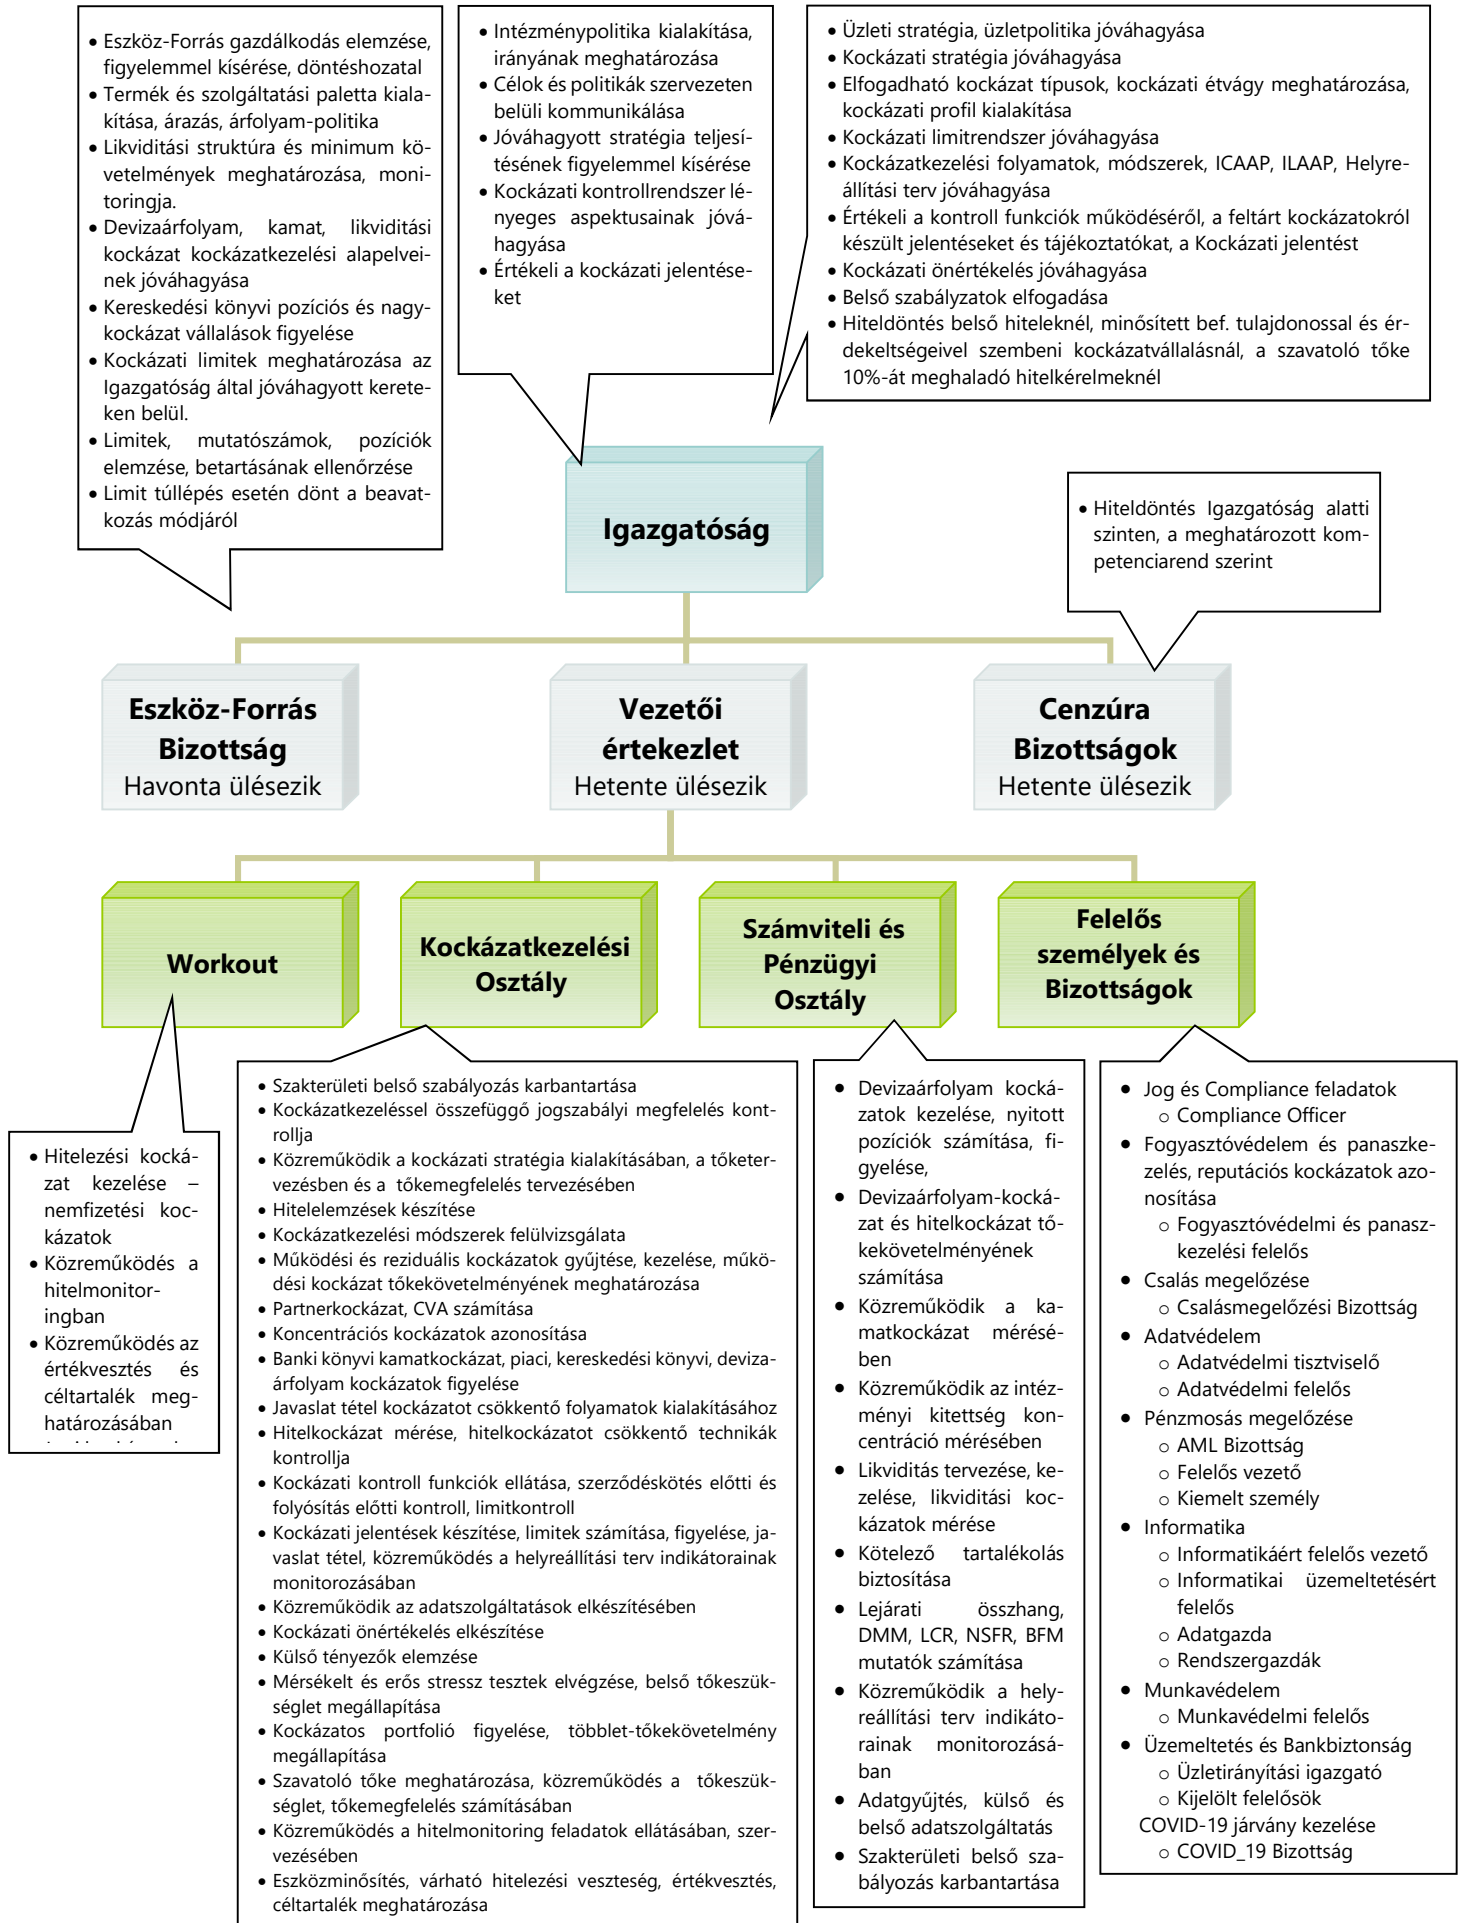 • Eszköz-Forrás gazdálkodás elemzése,
figyelemmel kísérése, döntéshozatal
• Termék és szolgáltatási paletta kiala-
kítása, árazás, árfolyam-politika
• Likviditási struktúra és minimum kö-
vetelmények meghatározása, moni-
toringja.
• Devizaárfolyam, kamat, likviditási
kockázat kockázatkezelési alapelvei-
nek jóváhagyása
• Kereskedési könyvi pozíciós és nagy-
kockázat vállalások figyelése
• Kockázati limitek meghatározása az
Igazgatóság által jóváhagyott kerete-
ken belül.
• Limitek, mutatószámok, pozíciók
elemzése, betartásának ellenőrzése
• Limit túllépés esetén dönt a beavat-
kozás módjáról
• Intézménypolitika kialakítása,
irányának meghatározása
• Célok és politikák szervezeten
belüli kommunikálása
• Jóváhagyott stratégia teljesí-
tésének figyelemmel kísérése
• Kockázati kontrollrendszer lé-
nyeges aspektusainak jóvá-
hagyása
• Értékeli a kockázati jelentése-
ket
• Üzleti stratégia, üzletpolitika jóváhagyása
• Kockázati stratégia jóváhagyása
• Elfogadható kockázat típusok, kockázati étvágy meghatározása,
kockázati profil kialakítása
• Kockázati limitrendszer jóváhagyása
• Kockázatkezelési folyamatok, módszerek, ICAAP, ILAAP, Helyre-
állítási terv jóváhagyása
• Értékeli a kontroll funkciók működéséről, a feltárt kockázatokról
készült jelentéseket és tájékoztatókat, a Kockázati jelentést
• Kockázati önértékelés jóváhagyása
• Belső szabályzatok elfogadása
• Hiteldöntés belső hiteleknél, minősített bef. tulajdonossal és ér-
dekeltségeivel szembeni kockázatvállalásnál, a szavatoló tőke
10%-át meghaladó hitelkérelmeknél
Igazgatóság
• Hiteldöntés Igazgatóság alatti
szinten, a meghatározott kom-
petenciarend szerint
Eszköz-Forrás
Bizottság
Havonta ülésezik
Vezetői
értekezlet
Hetente ülésezik
Cenzúra
Bizottságok
Hetente ülésezik
Workout
Kockázatkezelési
Osztály
Számviteli és
Pénzügyi
Osztály
Felelős
személyek és
Bizottságok
• Hitelezési kocká-
zat kezelése –
nemfizetési koc-
kázatok
• Közreműködés a
hitelmonitor-
ingban
• Közreműködés az
értékvesztés és
céltartalék meg-
határozásában
• Szakterületi belső szabályozás karbantartása
• Kockázatkezeléssel összefüggő jogszabályi megfelelés kont-
rollja
• Közreműködik a kockázati stratégia kialakításában, a tőketer-
vezésben és a tőkemegfelelés tervezésében
• Hitelelemzések készítése
• Kockázatkezelési módszerek felülvizsgálata
• Működési és reziduális kockázatok gyűjtése, kezelése, műkö-
dési kockázat tőkekövetelményének meghatározása
• Partnerkockázat, CVA számítása
• Koncentrációs kockázatok azonosítása
• Banki könyvi kamatkockázat, piaci, kereskedési könyvi, deviza-
árfolyam kockázatok figyelése
• Javaslat tétel kockázatot csökkentő folyamatok kialakításához
• Hitelkockázat mérése, hitelkockázatot csökkentő technikák
kontrollja
• Kockázati kontroll funkciók ellátása, szerződéskötés előtti és
folyósítás előtti kontroll, limitkontroll
• Kockázati jelentések készítése, limitek számítása, figyelése, ja-
vaslat tétel, közreműködés a helyreállítási terv indikátorainak
monitorozásában
• Közreműködik az adatszolgáltatások elkészítésében
• Kockázati önértékelés elkészítése
• Külső tényezők elemzése
• Mérsékelt és erős stressz tesztek elvégzése, belső tőkeszük-
séglet megállapítása
• Kockázatos portfolió figyelése, többlet-tőkekövetelmény
megállapítása
• Szavatoló tőke meghatározása, közreműködés a tőkeszük-
séglet, tőkemegfelelés számításában
• Közreműködés a hitelmonitoring feladatok ellátásában, szer-
vezésében
• Eszközminősítés, várható hitelezési veszteség, értékvesztés,
céltartalék meghatározása
• Devizaárfolyam kocká-
zatok kezelése, nyitott
pozíciók számítása, fi-
gyelése,
• Devizaárfolyam-kocká-
zat és hitelkockázat tő-
kekövetelményének
számítása
• Közreműködik a ka-
matkockázat mérésé-
ben
• Közreműködik az intéz-
ményi kitettség kon-
centráció mérésében
• Likviditás tervezése, ke-
zelése, likviditási koc-
kázatok mérése
• Kötelező tartalékolás
biztosítása
• Lejárati összhang,
DMM, LCR, NSFR, BFM
mutatók számítása
• Közreműködik a hely-
reállítási terv indikáto-
rainak monitorozásá-
ban
• Adatgyűjtés, külső és
belső adatszolgáltatás
• Szakterületi belső sza-
bályozás karbantartása
• Jog és Compliance feladatok
o Compliance Officer
• Fogyasztóvédelem és panaszke-
zelés, reputációs kockázatok azo-
nosítása
o Fogyasztóvédelmi és panasz-
kezelési felelős
• Csalás megelőzése
o Csalásmegelőzési Bizottság
• Adatvédelem
o Adatvédelmi tisztviselő
o Adatvédelmi felelős
• Pénzmosás megelőzése
o AML Bizottság
o Felelős vezető
o Kiemelt személy
• Informatika
o Informatikáért felelős vezető
o Informatikai üzemeltetésért
felelős
o Adatgazda
o Rendszergazdák
• Munkavédelem
o Munkavédelmi felelős
• Üzemeltetés és Bankbiztonság
o Üzletirányítási igazgató
o Kijelölt felelősök
COVID-19 járvány kezelése
o COVID_19 Bizottság